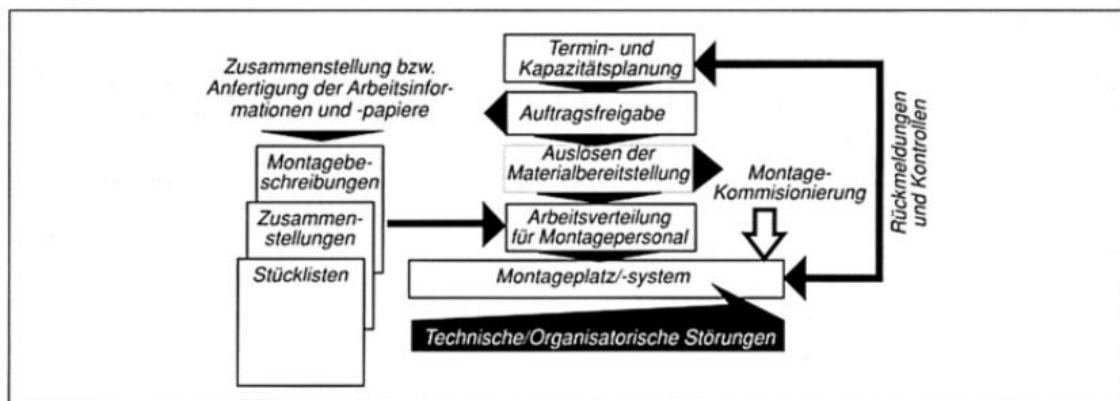 Zusammenstellung bzw.
Anfertigung der Arbeitsinfor-
mationen und -papiere
Montagebe-
schreibungen
Zusammen-
stellungen
Stücklisten
Termin- und
Kapazitätsplanung
Auftragsfreigabe
Auslösen der
Materialbereitstellung
Arbeitsverteilung
für Montagepersonal
Montageplatz/-system
Technische/Organisatorische Störungen
Montage-
Kommisionierung
Rückmeldungen
und Kontrollen